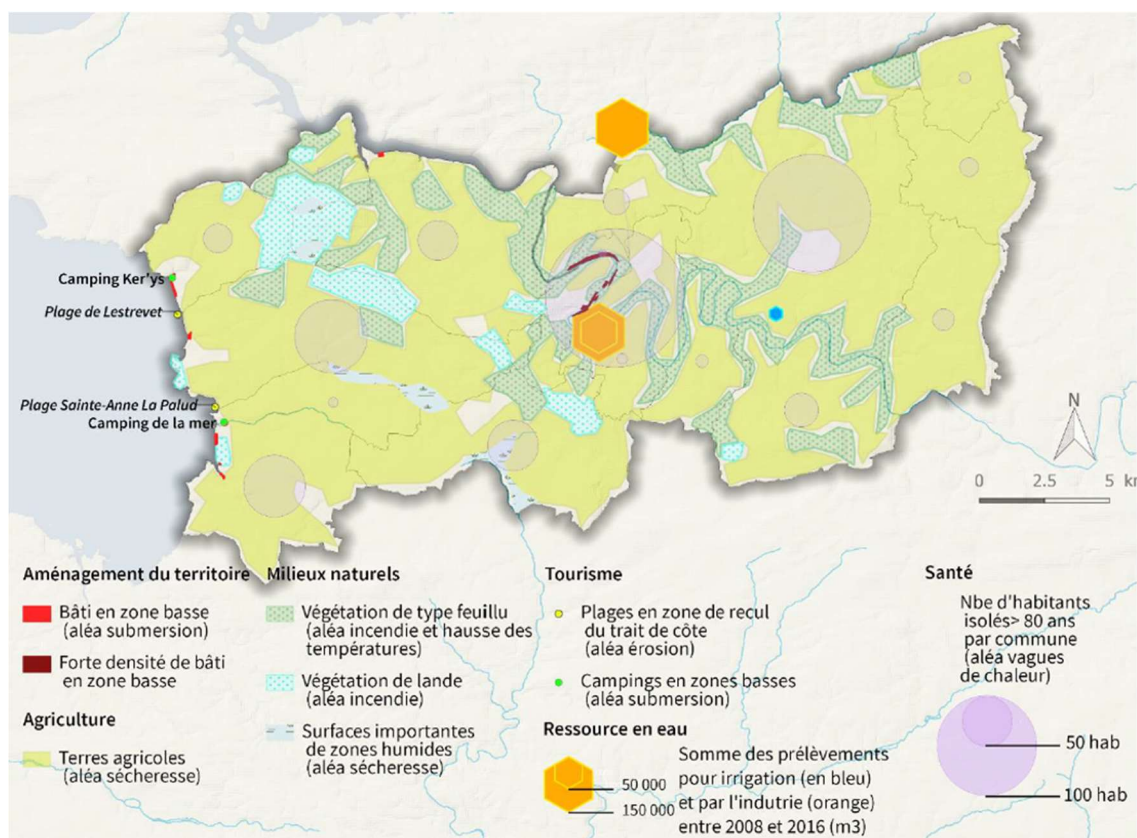 Camping Ker'ys
Plage de Lestrevet
Plage Sainte-Anne La Palud
Camping de la mer
N
0 2.5 5 km
Aménagement du territoire
Bâti en zone basse
(aléa submersion)
Forte densité de bâti
en zone basse
Agriculture
Terres agricoles
(aléa sécheresse)
Milieux naturels
Végétation de type feuillu
(aléa incendie et hausse des
températures)
Végétation de lande
(aléa incendie)
Surfaces importantes
de zones humides
(aléa sécheresse)
Tourisme
Plages en zone de recul
du trait de côte
(aléa érosion)
Campings en zones basses
(aléa submersion)
Ressource en eau
50 000
150 000
Somme des prélèvements
pour irrigation (en bleu)
et par l'indutrie (orange)
entre 2008 et 2016 (m3)
Santé
Nbe d'habitants
isolés> 80 ans
par commune
(aléa vagues
de chaleur)
50 hab
100 hab